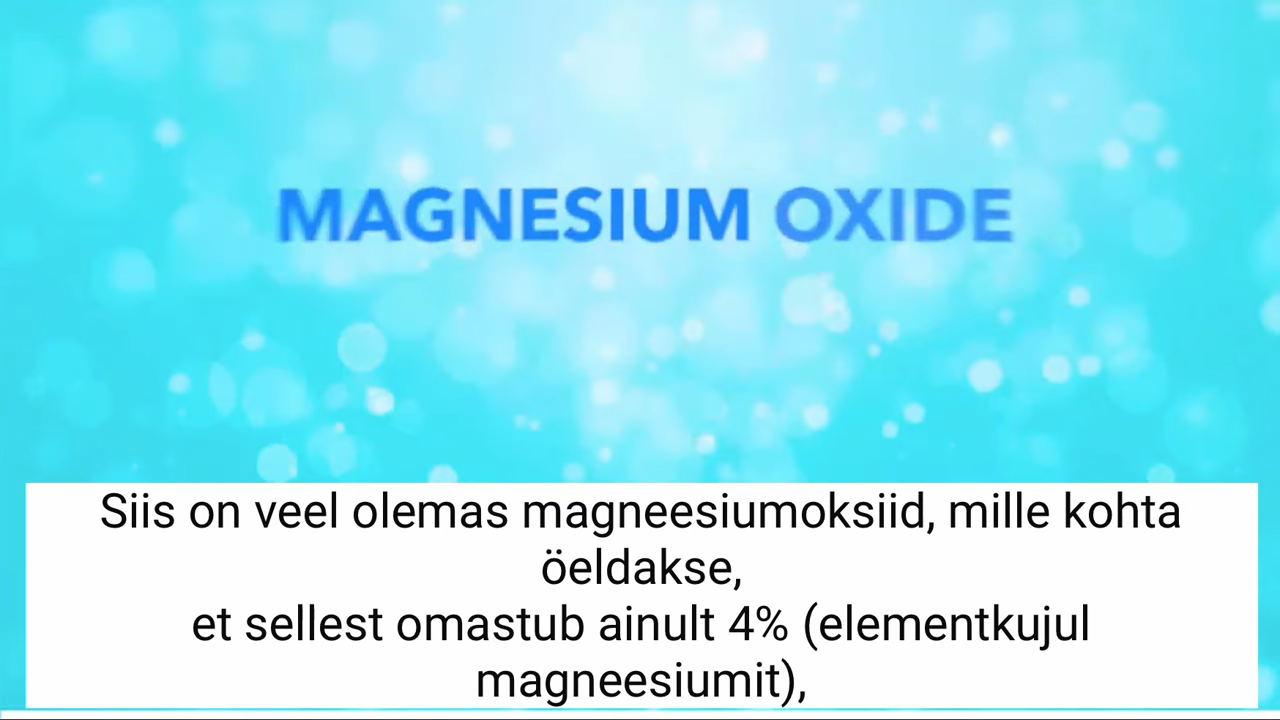 MAGNESIUM OXIDE
Siis on veel olemas magneesiumoksiid, mille kohta
öeldakse,
et sellest omastub ainult 4% (elementkujul
magneesiumit),